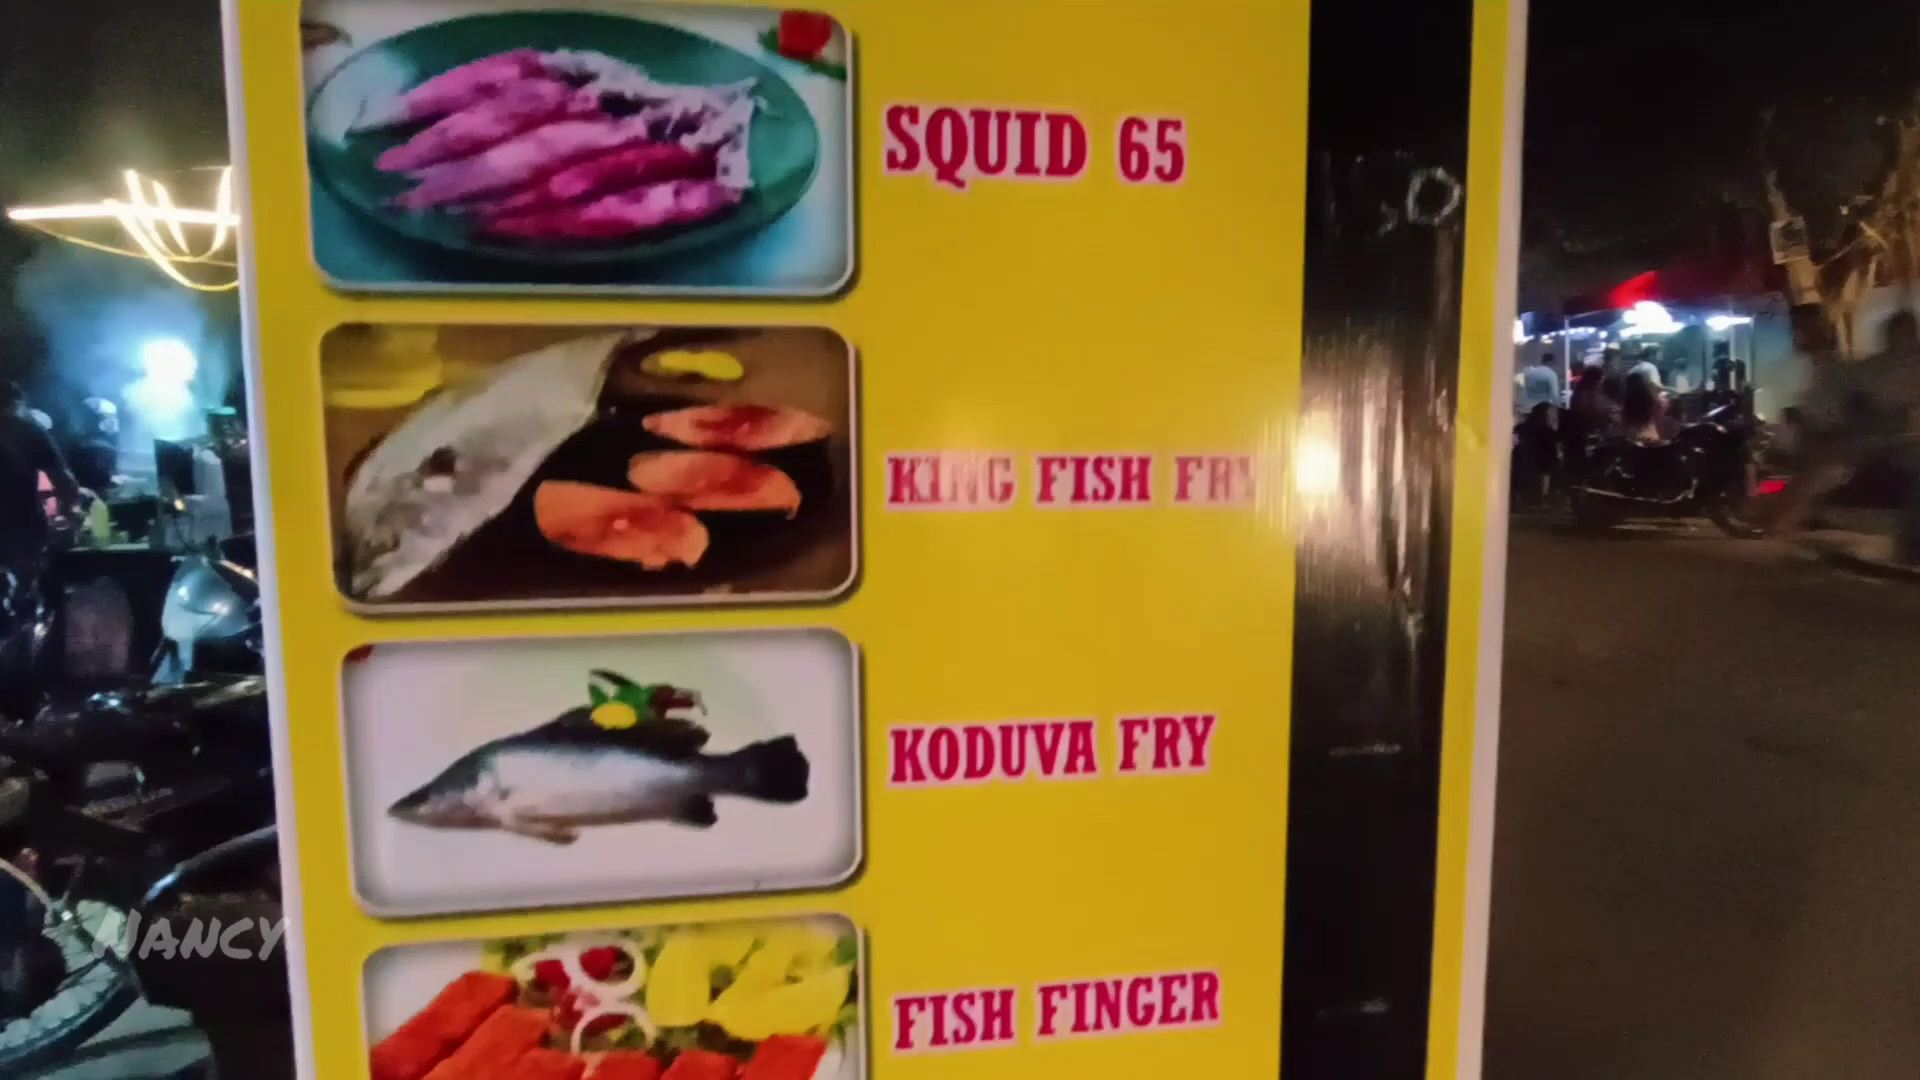 SQUID 65
KING FISH FRY
KODUVA FRY
FISH FINGER
NANCY